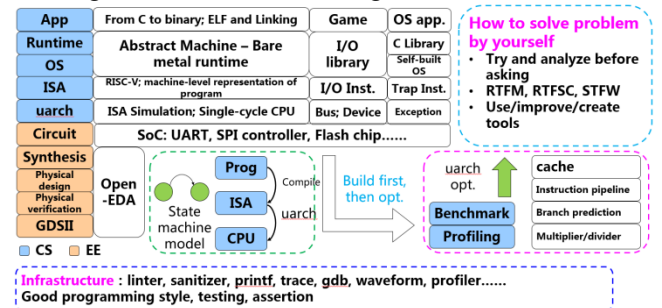 App
From C to binary; ELF and Linking
Game
OS app.
Runtime
Abstract Machine – Bare
metal runtime
I/O
library
C Library
OS
Self-built
OS
ISA
RISC-V; machine-level representation of
program
I/O Inst.
Trap Inst.
uarch
ISA Simulation; Single-cycle CPU
Bus; Device
Exception
Circuit
SoC: UART, SPI controller, Flash chip......
Synthesis
Physical
design
Physical
verification
GDSII
Open
-EDA
CS
EE
State
machine
model
Prog
Compile
ISA
uarch
CPU
Build first,
then opt.
uarch
opt.
Benchmark
Profiling
cache
Instruction pipeline
Branch prediction
Multiplier/divider
How to solve problem
by yourself
• Try and analyze before
asking
• RTFM, RTFSC, STFW
• Use/improve/create
tools
Infrastructure : linter, sanitizer, printf, trace, gdb, waveform, profiler......
Good programming style, testing, assertion